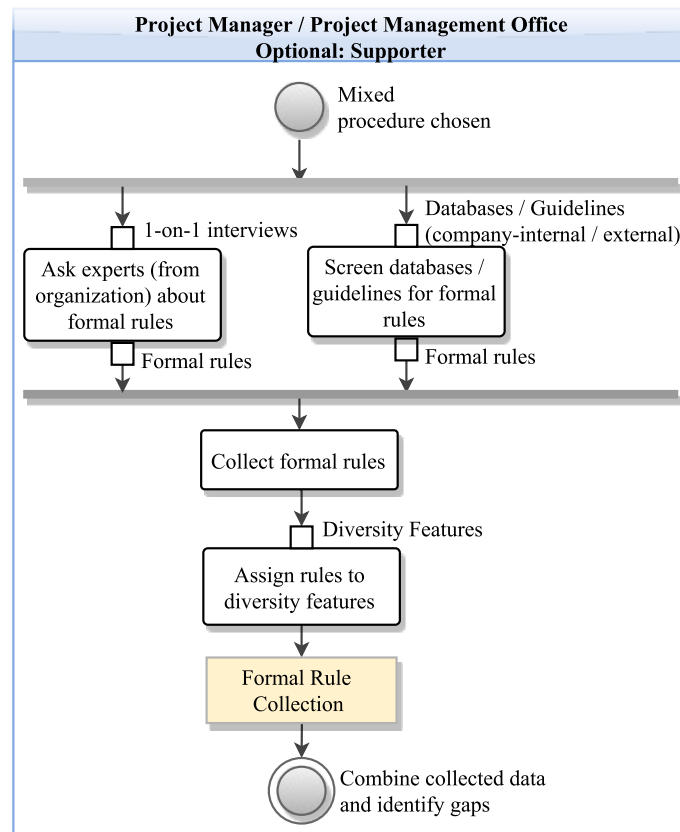 Project Manager / Project Management Office
Optional: Supporter
Mixed
procedure chosen
1-on-1 interviews
Ask experts (from
organization) about
formal rules
Formal rules
Databases / Guidelines
(company-internal / external)
Screen databases /
guidelines for formal
rules
Formal rules
Collect formal rules
Diversity Features
Assign rules to
diversity features
Formal Rule
Collection
Combine collected data
and identify gaps